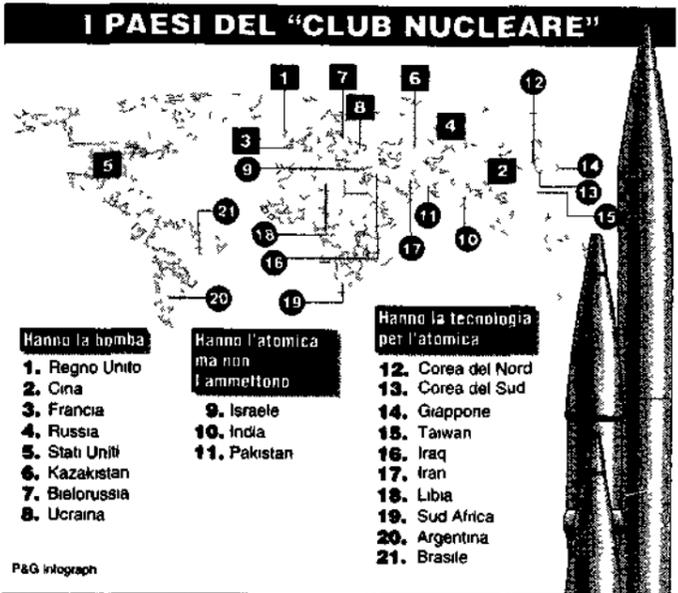 I PAESI DEL "CLUB NUCLEARE"
1 7 6 12
8
3 4
5 9 2 14
13
21 11 15
18 17 10
16
20 19
Hanno la bomba
1. Regno Unito
2. Cina
3. Francia
4. Russia
5. Stati Uniti
6. Kazakistan
7. Bielorussia
8. Ucraina
Hanno l'atomica
ma non
l'ammettono
9. Israele
10. India
11. Pakistan
Hanno la tecnologia
per l'atomica
12. Corea del Nord
13. Corea del Sud
14. Giappone
15. Taiwan
16. Iraq
17. Iran
18. Libia
19. Sud Africa
20. Argentina
21. Brasile
P&G Infograph